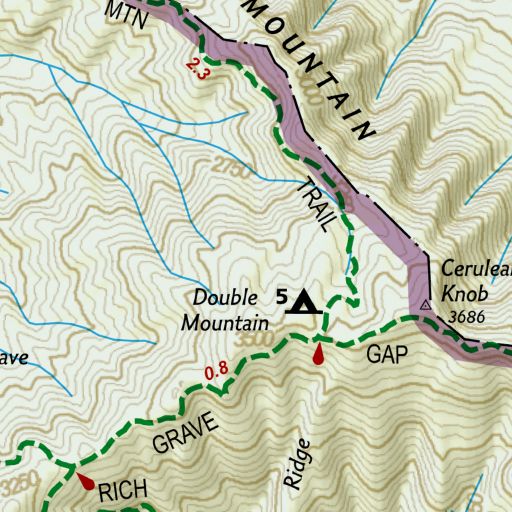 MTN
MOUNTAIN
2.3
2750
TRAIL
Cerulean
Knob
3686
Double
Mountain
5
3500
GAP
0.8
GRAVE
Ridge
3250
RICH